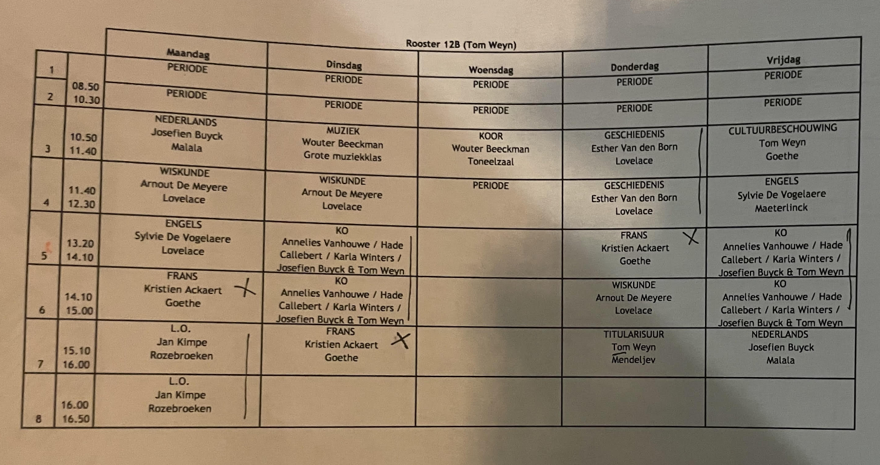 Rooster 12B (Tom Weyn)
Maandag Dinsdag Woensdag Donderdag Vrijdag
1 PERIODE PERIODE PERIODE PERIODE PERIODE
08.50
2 10.30 PERIODE PERIODE PERIODE PERIODE PERIODE
NEDERLANDS MUZIEK KOOR GESCHIEDENIS CULTUURBESCHOUWING
10.50 Josefien Buyck Wouter Beeckman Wouter Beeckman Esther Van den Born Tom Weyn
3 11.40 Malala Grote muziekklas Toneelzaal Lovelace Goethe
WISKUNDE WISKUNDE PERIODE GESCHIEDENIS ENGELS
11.40 Arnout De Meyere Arnout De Meyere Esther Van den Born Sylvie De Vogelaere
4 12.30 Lovelace Lovelace Lovelace Maeterlinck
ENGELS KO FRANS KO
13.20 Sylvie De Vogelaere Annelies Vanhouwe / Hade Kristien Ackaert Annelies Vanhouwe / Hade
5 14.10 Lovelace Callebert / Karla Winters / Goethe Callebert / Karla Winters /
Josefien Buyck & Tom Weyn Josefien Buyck & Tom Weyn
FRANS KO WISKUNDE KO
14.10 Kristien Ackaert Annelies Vanhouwe / Hade Arnout De Meyere Annelies Vanhouwe / Hade
6 15.00 Goethe Callebert / Karla Winters / Lovelace Callebert / Karla Winters /
Josefien Buyck & Tom Weyn Josefien Buyck & Tom Weyn
L.O. FRANS TITULARISUUR NEDERLANDS
15.10 Jan Kimpe Kristien Ackaert Tom Weyn Josefien Buyck
7 16.00 Rozebroeken Goethe Mendeljev Malala
L.O.
16.00 Jan Kimpe
8 16.50 Rozebroeken